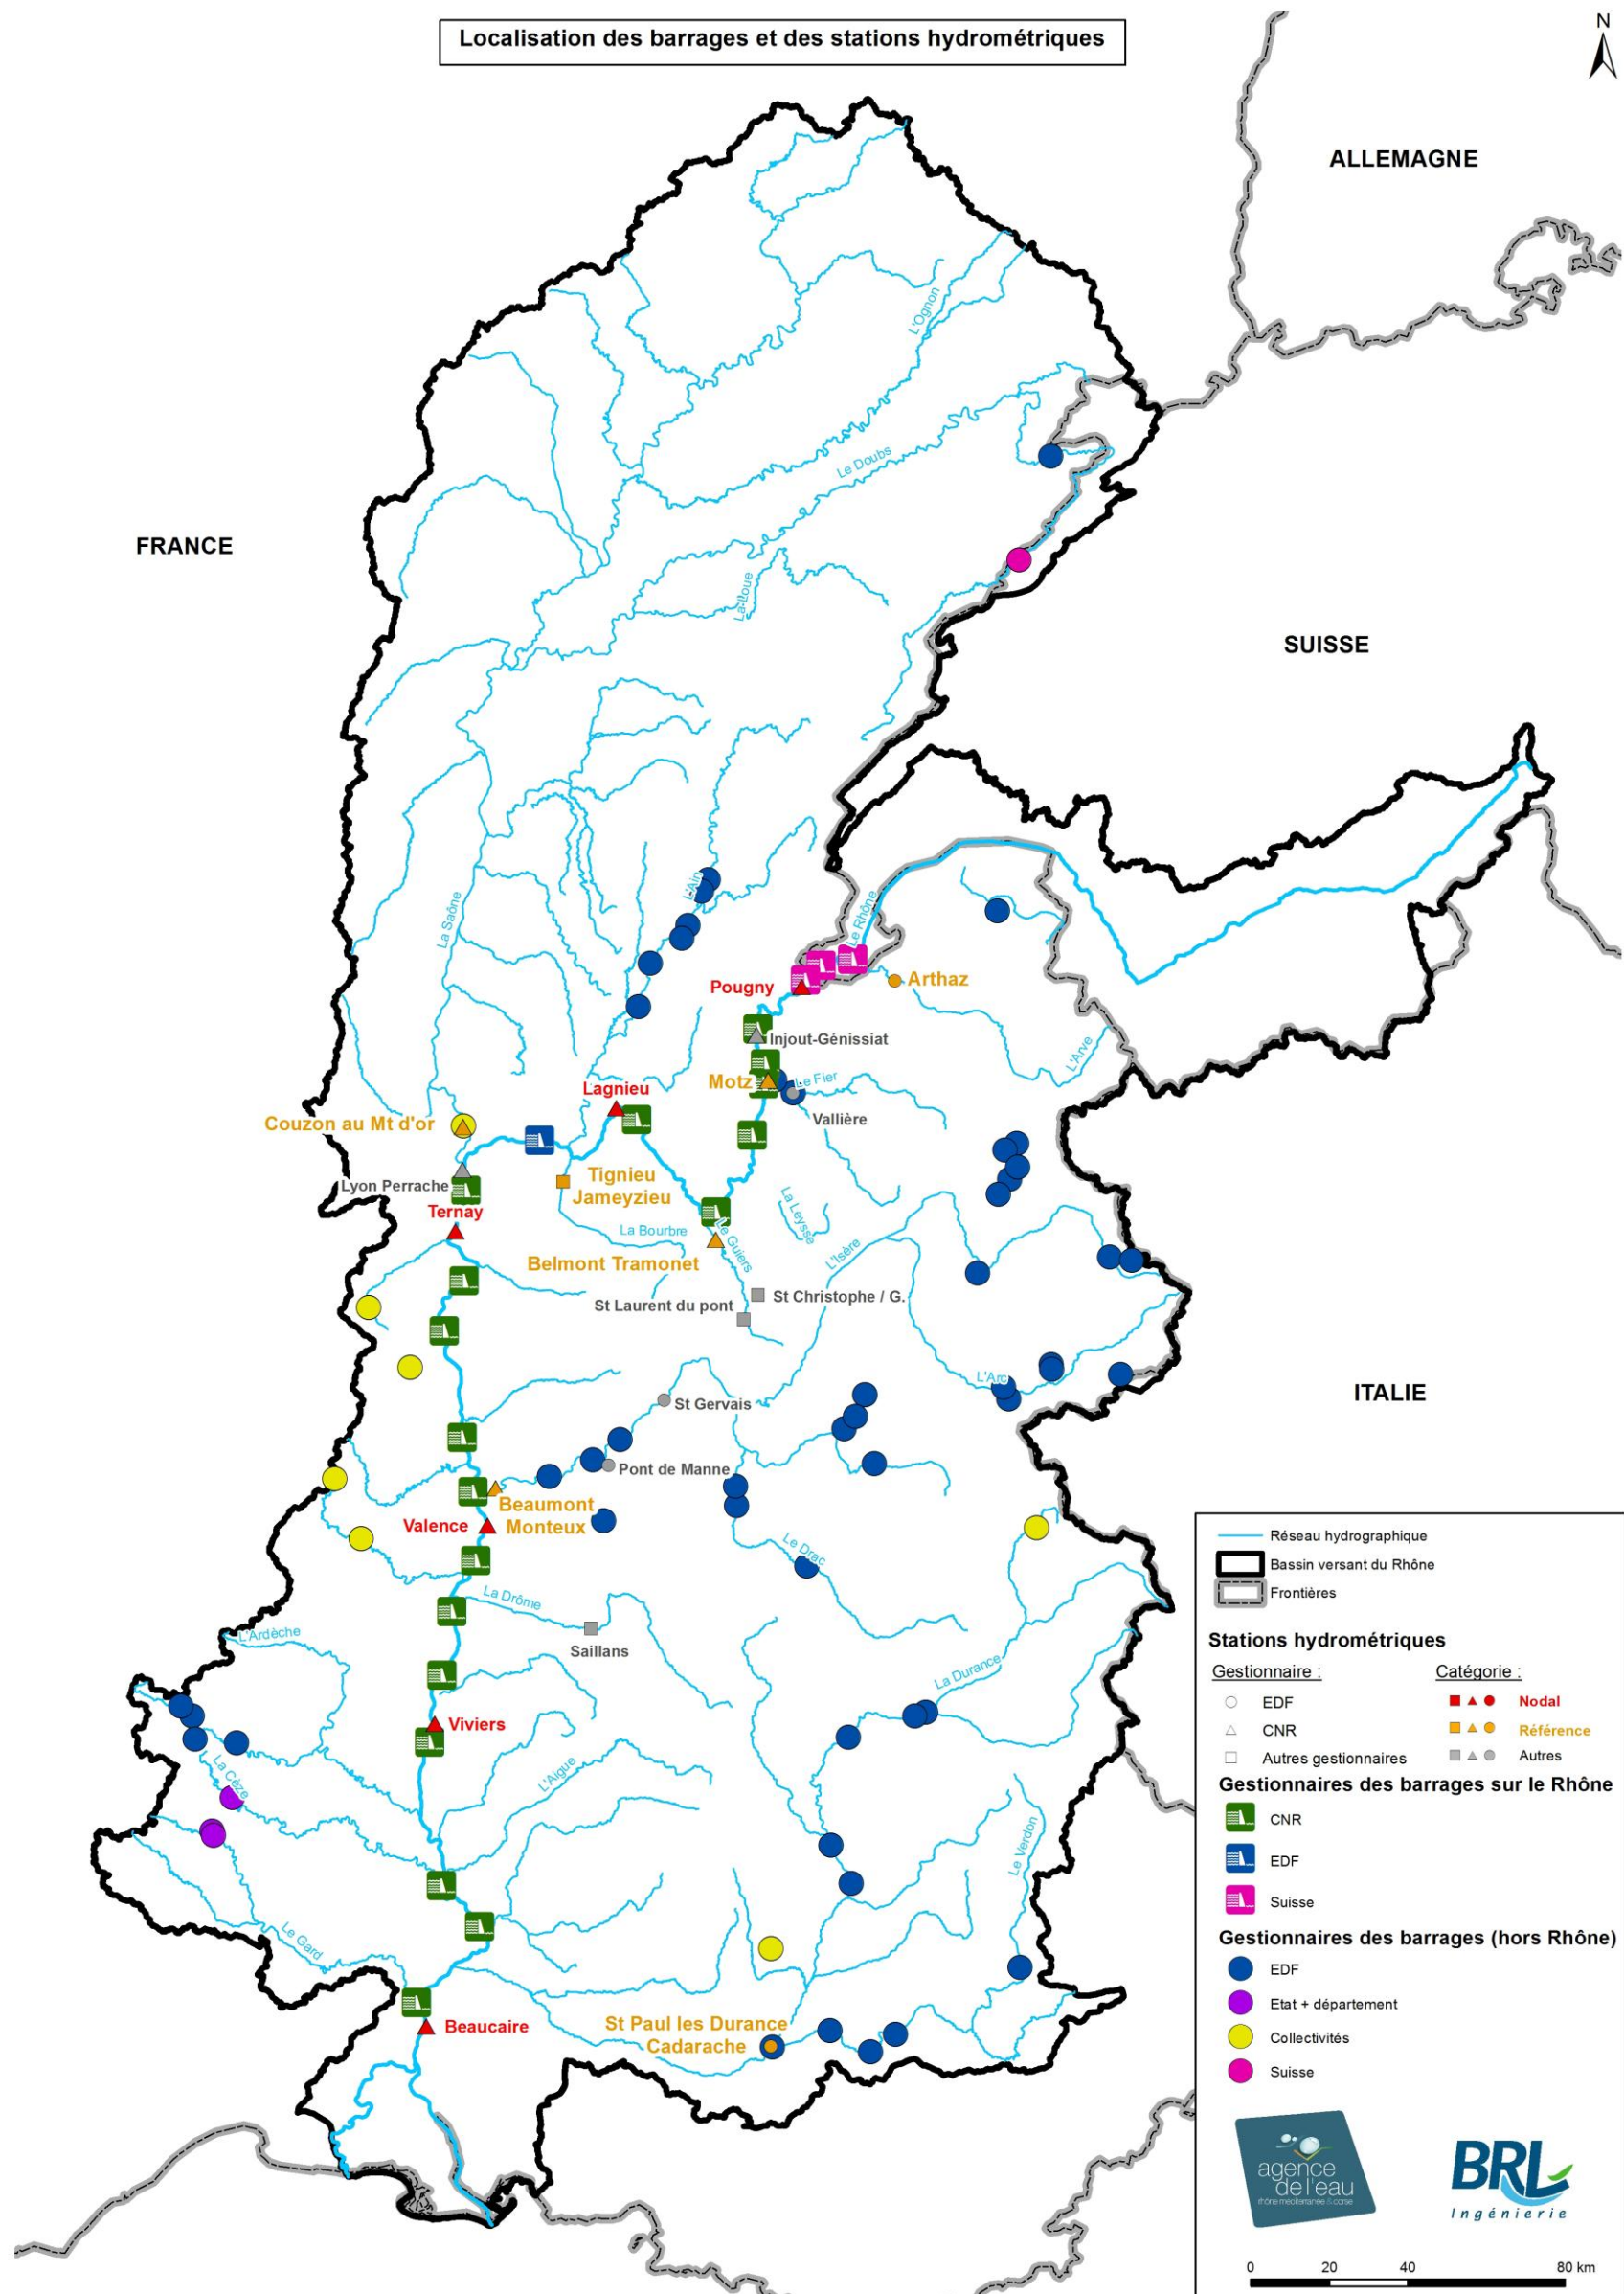 Localisation des barrages et des stations hydrométriques
N
ALLEMAGNE
L'Ognon
Le Doubs
FRANCE
La Loue
SUISSE
L'Ain
Le Rhône
La Saône
Pougny
Arthaz
Injout-Génissiat
L'Arve
Motz
Le Fier
Lagnieu
Vallière
Couzon au Mt d'or
Tignieu
Jameyzieu
Lyon Perrache
Ternay
La Leysse
La Bourbre
Le Guiers
L'Isère
Belmont Tramonet
St Christophe / G.
St Laurent du pont
L'Arc
ITALIE
St Gervais
Pont de Manne
Beaumont
Monteux
Valence
Le Drac
La Drôme
L'Ardèche
Saillans
La Durance
Viviers
La Cèze
L'Aigue
Le Verdon
Le Gard
St Paul les Durance
Cadarache
Beaucaire
Réseau hydrographique
Bassin versant du Rhône
Frontières
Stations hydrométriques
Gestionnaire :
Catégorie :
EDF
Nodal
CNR
Référence
Autres gestionnaires
Autres
Gestionnaires des barrages sur le Rhône
CNR
EDF
Suisse
Gestionnaires des barrages (hors Rhône)
EDF
Etat + département
Collectivités
Suisse
agence
de l'eau
rhône méditerranée & corse
BRL
Ingénierie
0 20 40 80 km